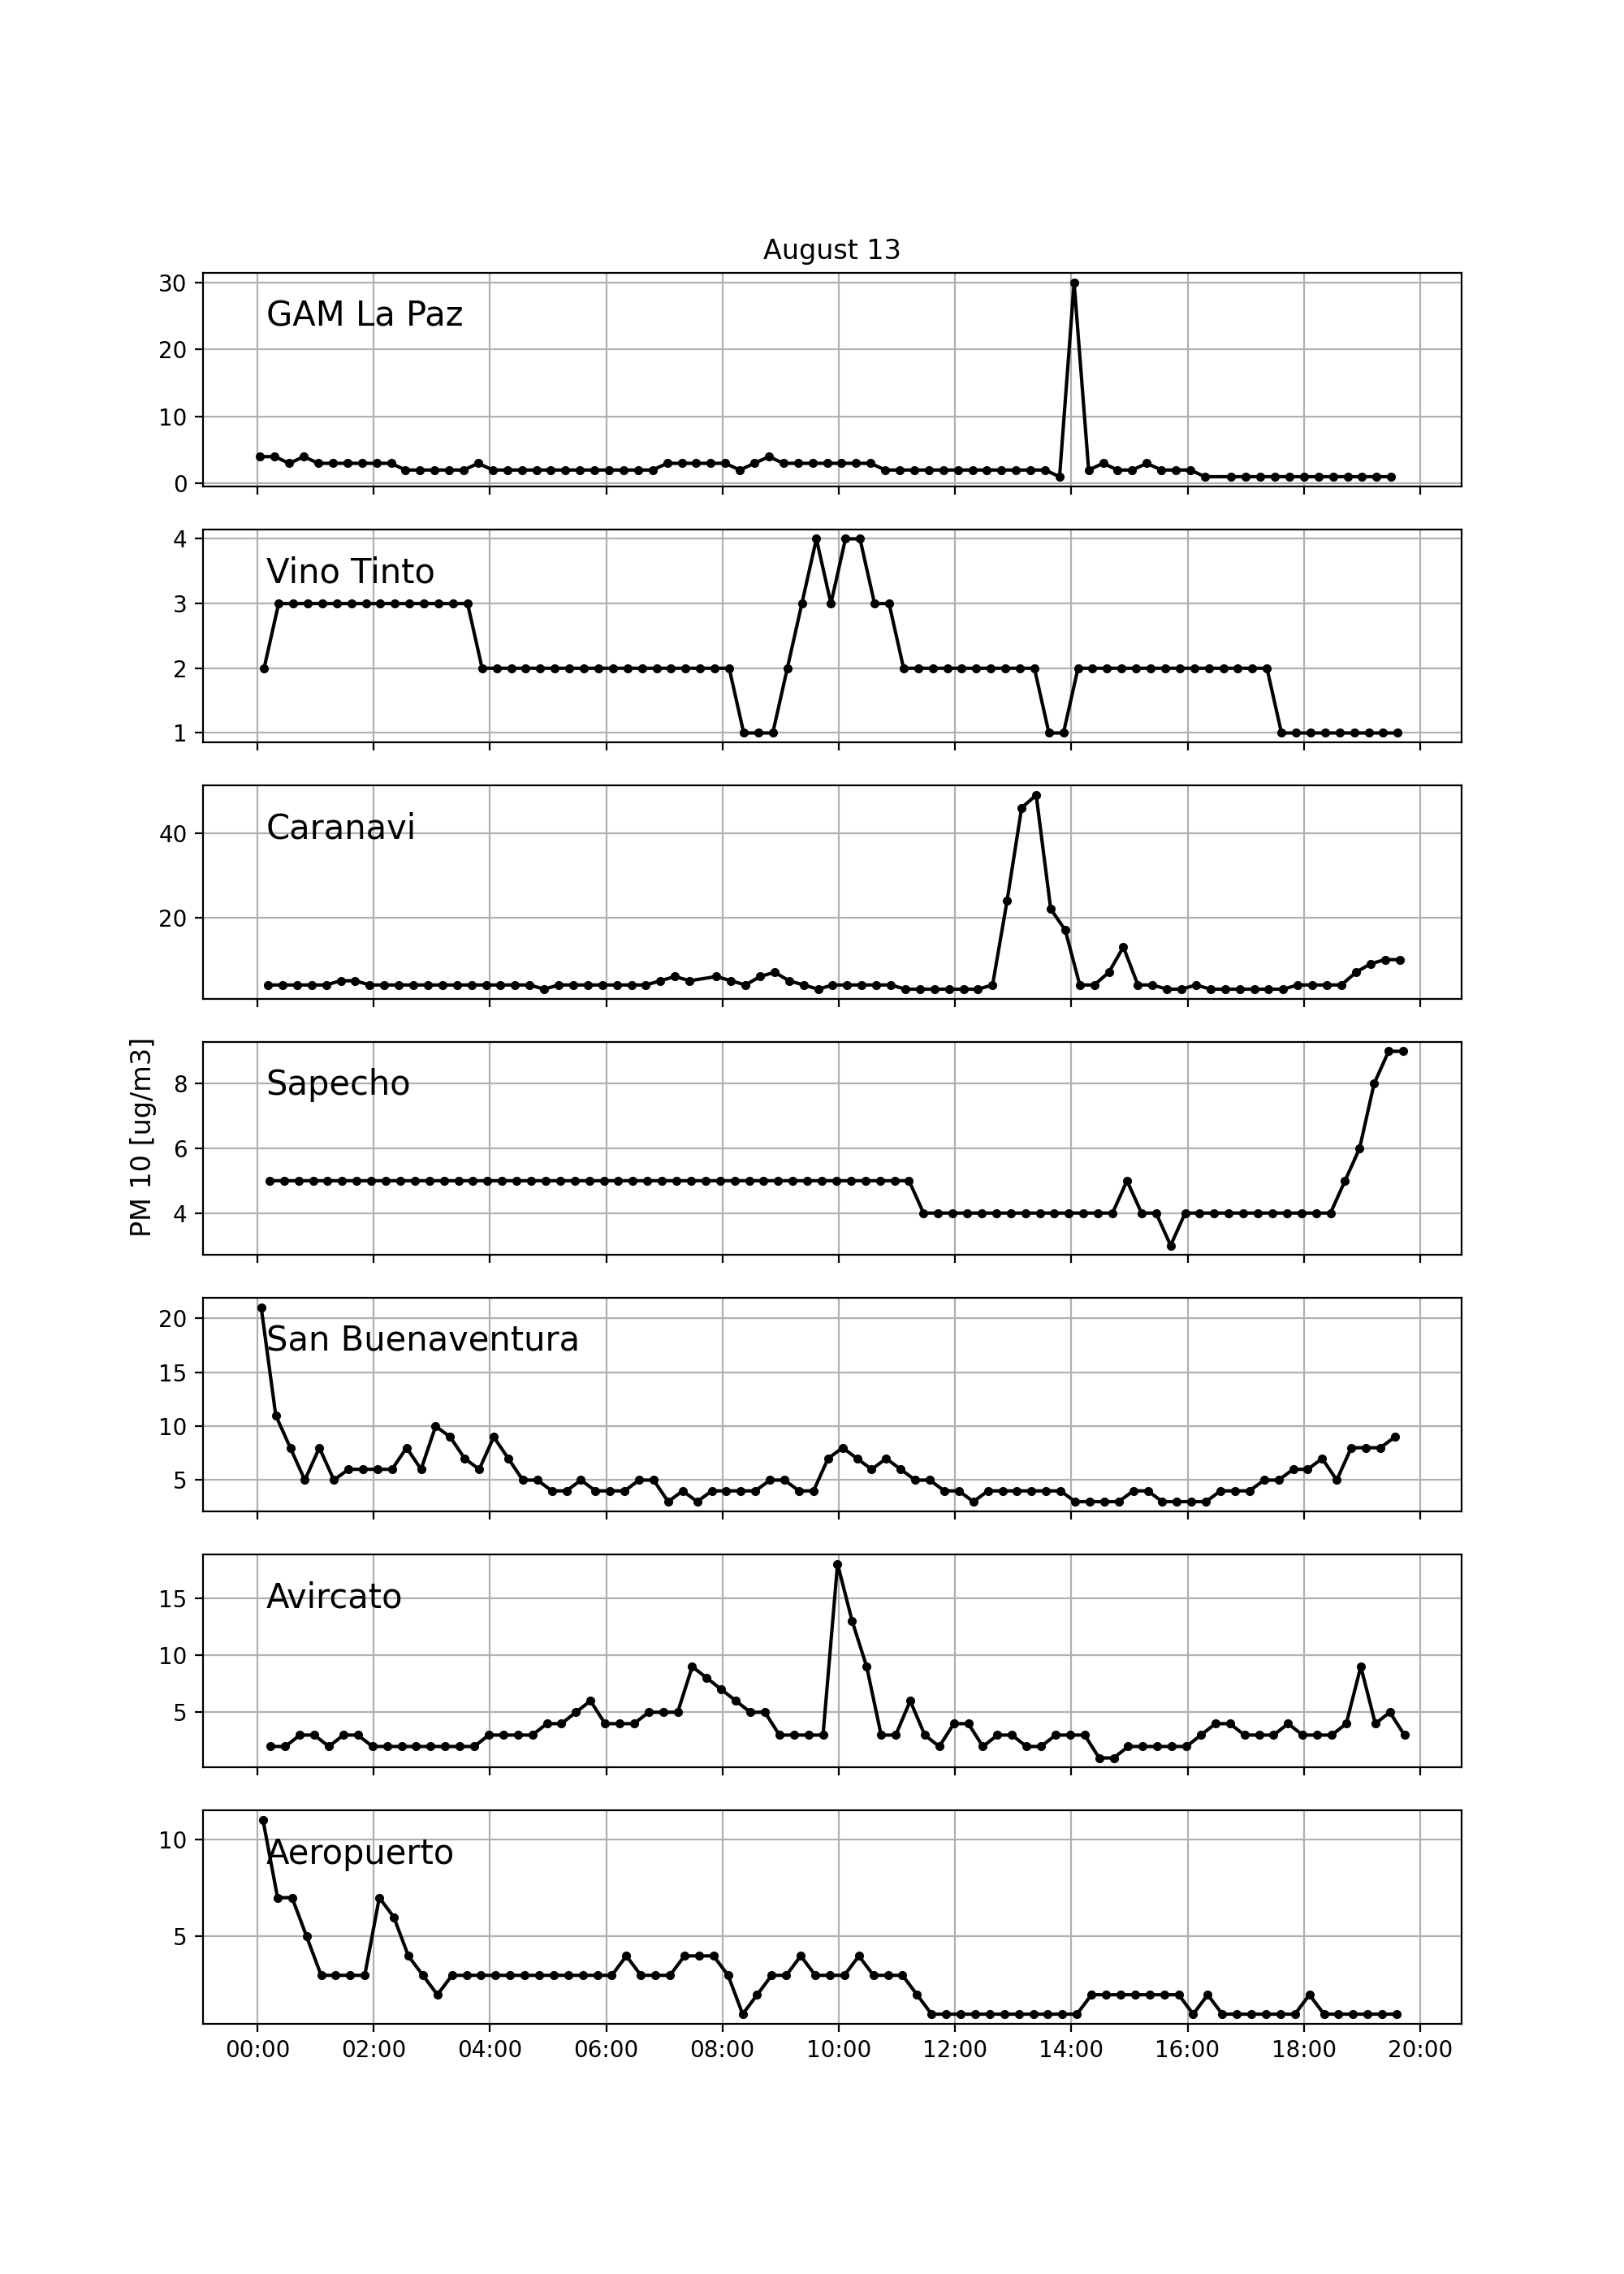 August 13
30
GAM La Paz
20
10
0
4
Vino Tinto
3
2
1
Caranavi
40
20
PM 10 [ug/m3]
Sapecho
8
6
4
20
San Buenaventura
15
10
5
Avircato
15
10
5
Aeropuerto
10
5
00:00 02:00 04:00 06:00 08:00 10:00 12:00 14:00 16:00 18:00 20:00